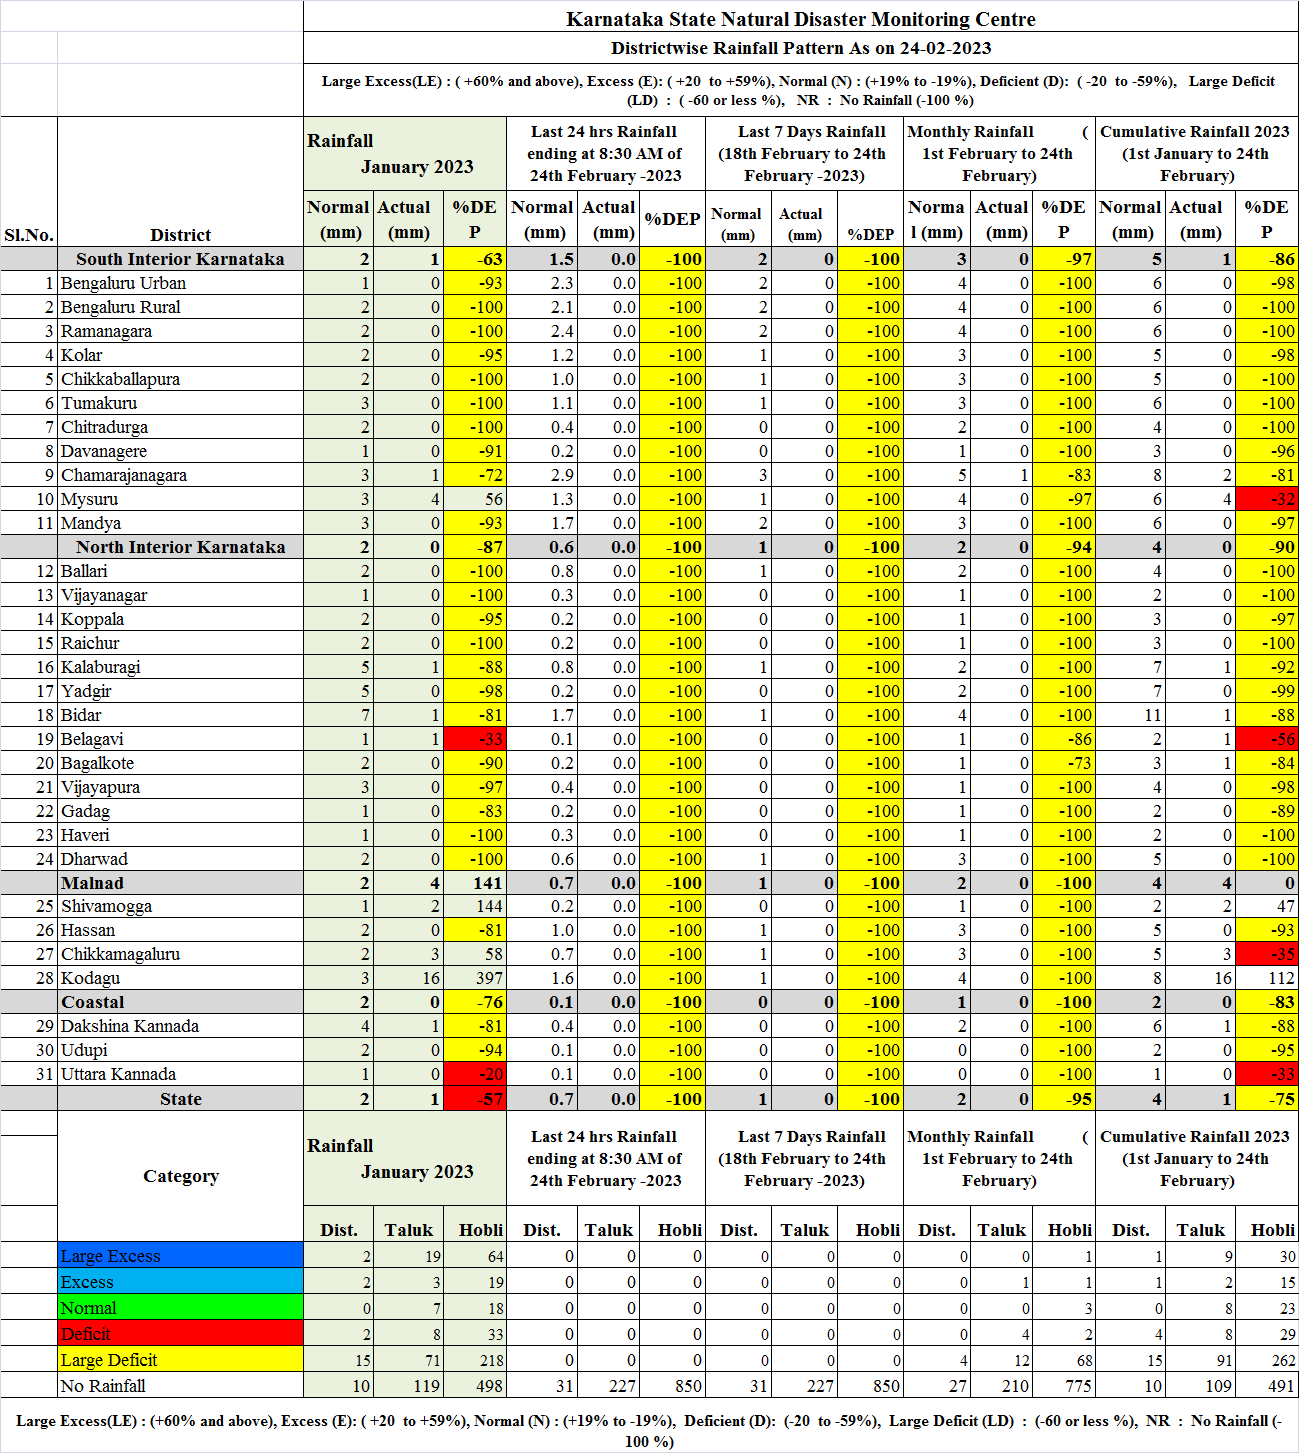 Karnataka State Natural Disaster Monitoring Centre
Districtwise Rainfall Pattern As on 24-02-2023
Large Excess(LE) : ( +60% and above), Excess (E): ( +20 to +59%), Normal (N) : (+19% to -19%), Deficient (D): ( -20 to -59%), Large Deficit
(LD) : ( -60 or less %), NR : No Rainfall (-100 %)
Sl.No. District Rainfall January 2023 Last 24 hrs Rainfall ending at 8:30 AM of 24th February -2023 Last 7 Days Rainfall (18th February to 24th February -2023) Monthly Rainfall ( 1st February to 24th February) Cumulative Rainfall 2023 (1st January to 24th February)
Normal (mm) Actual (mm) %DE P Normal (mm) Actual (mm) %DEP Normal (mm) Actual (mm) %DEP Norma l (mm) Actual (mm) %DE P Normal (mm) Actual (mm) %DE P
South Interior Karnataka 2 1 -63 1.5 0.0 -100 2 0 -100 3 0 -97 5 1 -86
1 Bengaluru Urban 1 0 -93 2.3 0.0 -100 2 0 -100 4 0 -100 6 0 -98
2 Bengaluru Rural 2 0 -100 2.1 0.0 -100 2 0 -100 4 0 -100 6 0 -100
3 Ramanagara 2 0 -100 2.4 0.0 -100 2 0 -100 4 0 -100 6 0 -100
4 Kolar 2 0 -95 1.2 0.0 -100 1 0 -100 3 0 -100 5 0 -98
5 Chikkaballapura 2 0 -100 1.0 0.0 -100 1 0 -100 3 0 -100 5 0 -100
6 Tumakuru 3 0 -100 1.1 0.0 -100 1 0 -100 3 0 -100 6 0 -100
7 Chitradurga 2 0 -100 0.4 0.0 -100 0 0 -100 2 0 -100 4 0 -100
8 Davanagere 1 0 -91 0.2 0.0 -100 0 0 -100 1 0 -100 3 0 -96
9 Chamarajanagara 3 1 -72 2.9 0.0 -100 3 0 -100 5 1 -83 8 2 -81
10 Mysuru 3 4 56 1.3 0.0 -100 1 0 -100 4 0 -97 6 4 -32
11 Mandya 3 0 -93 1.7 0.0 -100 2 0 -100 3 0 -100 6 0 -97
North Interior Karnataka 2 0 -87 0.6 0.0 -100 1 0 -100 2 0 -94 4 0 -90
12 Ballari 2 0 -100 0.8 0.0 -100 1 0 -100 2 0 -100 4 0 -100
13 Vijayanagar 1 0 -100 0.3 0.0 -100 0 0 -100 1 0 -100 2 0 -100
14 Koppala 2 0 -95 0.2 0.0 -100 0 0 -100 1 0 -100 3 0 -97
15 Raichur 2 0 -100 0.2 0.0 -100 0 0 -100 1 0 -100 3 0 -100
16 Kalaburagi 5 1 -88 0.8 0.0 -100 1 0 -100 2 0 -100 7 1 -92
17 Yadgir 5 0 -98 0.2 0.0 -100 0 0 -100 2 0 -100 7 0 -99
18 Bidar 7 1 -81 1.7 0.0 -100 1 0 -100 4 0 -100 11 1 -88
19 Belagavi 1 1 -33 0.1 0.0 -100 0 0 -100 1 0 -86 2 1 -56
20 Bagalkote 2 0 -90 0.2 0.0 -100 0 0 -100 1 0 -73 3 1 -84
21 Vijayapura 3 0 -97 0.4 0.0 -100 0 0 -100 1 0 -100 4 0 -98
22 Gadag 1 0 -83 0.2 0.0 -100 0 0 -100 1 0 -100 2 0 -89
23 Haveri 1 0 -100 0.3 0.0 -100 0 0 -100 1 0 -100 2 0 -100
24 Dharwad 2 0 -100 0.6 0.0 -100 1 0 -100 3 0 -100 5 0 -100
Malnad 2 4 141 0.7 0.0 -100 1 0 -100 2 0 -100 4 4 0
25 Shivamogga 1 2 144 0.2 0.0 -100 0 0 -100 1 0 -100 2 2 47
26 Hassan 2 0 -81 1.0 0.0 -100 1 0 -100 3 0 -100 5 0 -93
27 Chikkamagaluru 2 3 58 0.7 0.0 -100 1 0 -100 3 0 -100 5 3 -35
28 Kodagu 3 16 397 1.6 0.0 -100 1 0 -100 4 0 -100 8 16 112
Coastal 2 0 -76 0.1 0.0 -100 0 0 -100 1 0 -100 2 0 -83
29 Dakshina Kannada 4 1 -81 0.4 0.0 -100 0 0 -100 2 0 -100 6 1 -88
30 Udupi 2 0 -94 0.1 0.0 -100 0 0 -100 0 0 -100 2 0 -95
31 Uttara Kannada 1 0 -20 0.1 0.0 -100 0 0 -100 0 0 -100 1 0 -33
State 2 1 -57 0.7 0.0 -100 1 0 -100 2 0 -95 4 1 -75
Category Rainfall January 2023 Last 24 hrs Rainfall ending at 8:30 AM of 24th February -2023 Last 7 Days Rainfall (18th February to 24th February -2023) Monthly Rainfall ( 1st February to 24th February) Cumulative Rainfall 2023 (1st January to 24th February)
Dist. Taluk Hobli Dist. Taluk Hobli Dist. Taluk Hobli Dist. Taluk Hobli Dist. Taluk Hobli
Large Excess 2 19 64 0 0 0 0 0 0 0 0 1 1 9 30
Excess 2 3 19 0 0 0 0 0 0 0 1 1 1 2 15
Normal 0 7 18 0 0 0 0 0 0 0 0 3 0 8 23
Deficit 2 8 33 0 0 0 0 0 0 0 4 2 4 8 29
Large Deficit 15 71 218 0 0 0 0 0 0 4 12 68 15 91 262
No Rainfall 10 119 498 31 227 850 31 227 850 27 210 775 10 109 491
Large Excess(LE) : (+60% and above), Excess (E): ( +20 to +59%), Normal (N) : (+19% to -19%), Deficient (D): (-20 to -59%), Large Deficit (LD) : (-60 or less %), NR : No Rainfall (-
100 %)